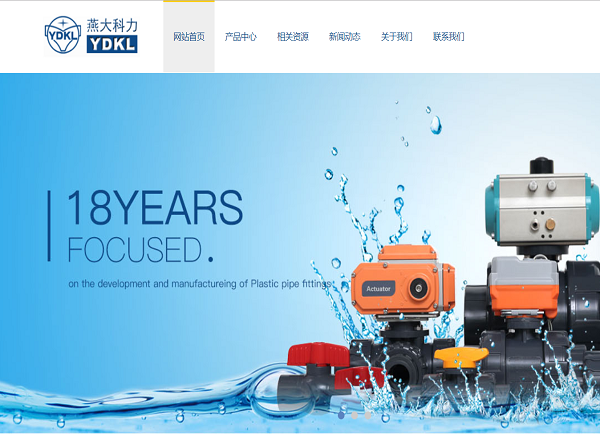 YDKL
燕大科力
YDKL
网站首页 产品中心 相关资源 新闻动态 关于我们 联系我们
18YEARS
FOCUSED.
on the development and manufactureing of Plastic pipe fittings
Actuator